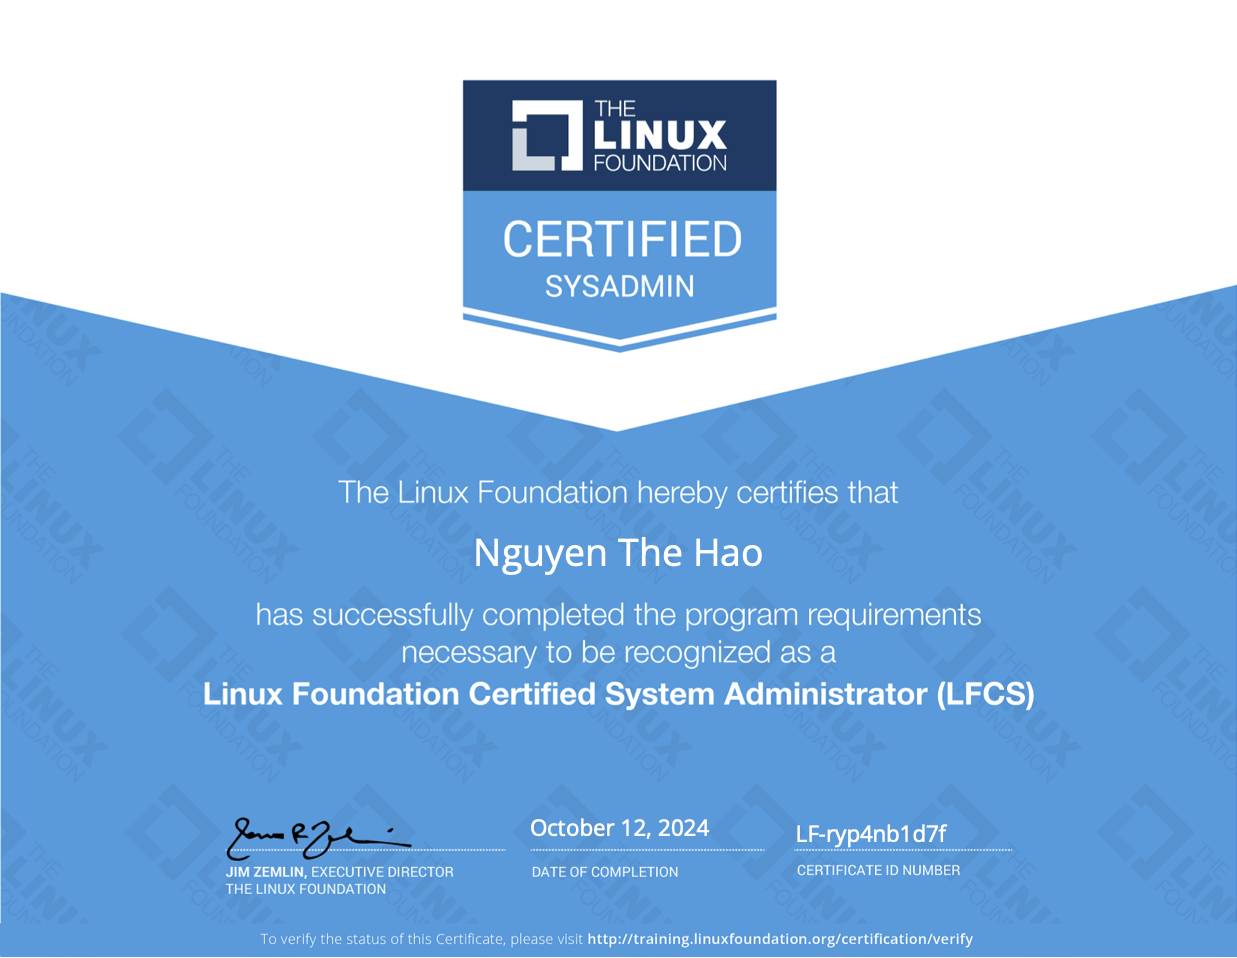 THE
LINUX
FOUNDATION
CERTIFIED
SYSADMIN
The Linux Foundation hereby certifies that
Nguyen The Hao
has successfully completed the program requirements
necessary to be recognized as a
Linux Foundation Certified System Administrator (LFCS)
October 12, 2024
LF-ryp4nb1d7f
JIM ZEMLIN, EXECUTIVE DIRECTOR
THE LINUX FOUNDATION
DATE OF COMPLETION
CERTIFICATE ID NUMBER
To verify the status of this Certificate, please visit http://training.linuxfoundation.org/certification/verify